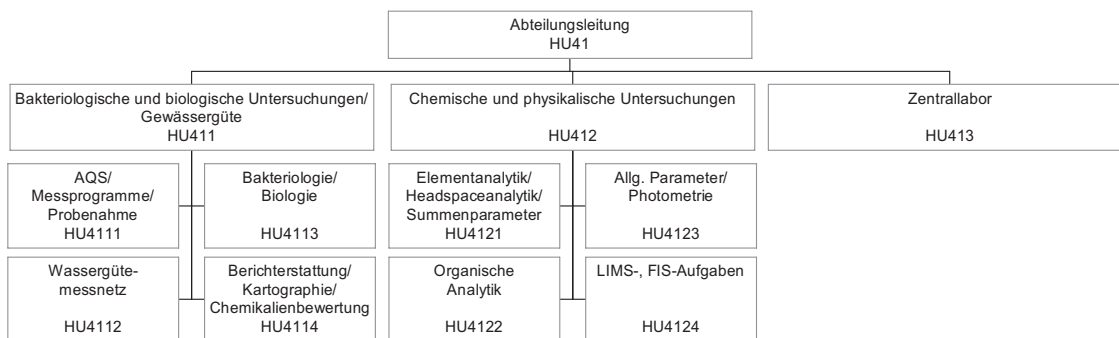 Abteilungsleitung
HU41
Bakteriologische und biologische Untersuchungen/
Gewässergüte
HU411
Chemische und physikalische Untersuchungen
HU412
Zentrallabor
HU413
AQS/
Messprogramme/
Probenahme
HU4111
Bakteriologie/
Biologie
HU4113
Elementanalytik/
Headspaceanalytik/
Summenparameter
HU4121
Allg. Parameter/
Photometrie
HU4123
Wassergüte-
messnetz
HU4112
Berichterstattung/
Kartographie/
Chemikalienbewertung
HU4114
Organische
Analytik
HU4122
LIMS-, FIS-Aufgaben
HU4124